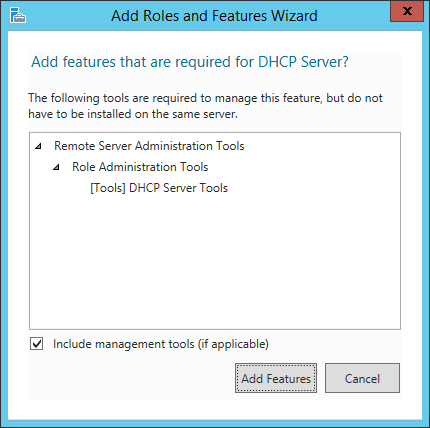 Add Roles and Features Wizard
x
Add features that are required for DHCP Server?
The following tools are required to manage this feature, but do not
have to be installed on the same server.
Remote Server Administration Tools
Role Administration Tools
[Tools] DHCP Server Tools
Include management tools (if applicable)
Add Features
Cancel